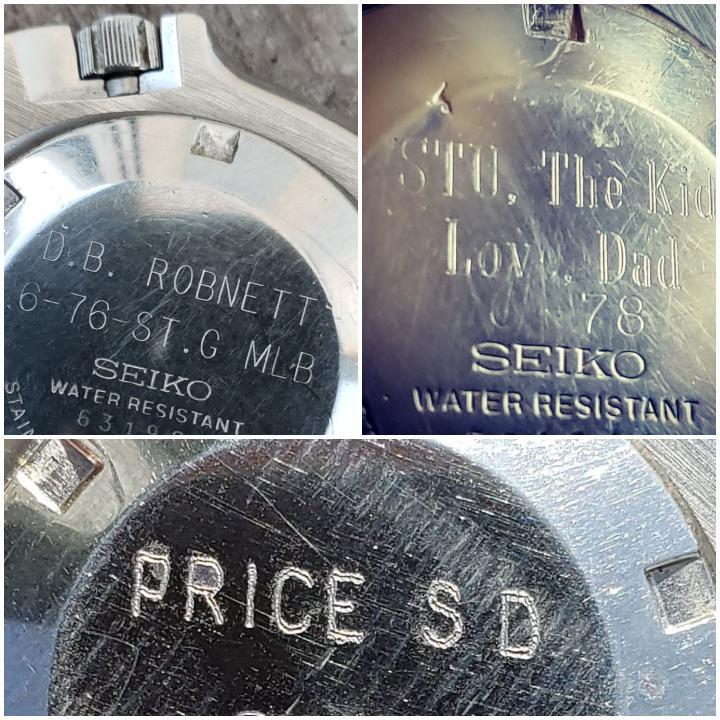 D.B. ROBNETT
6-76-ST.G MLB
SEIKO
WATER RESISTANT
STU, The Kid
Love, Dad
78
SEIKO
WATER RESISTANT
PRICE SD